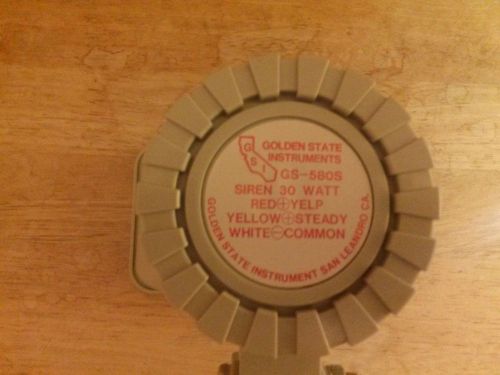 GOLDEN STATE
INSTRUMENTS
GSI
GS-580S
SIREN 30 WATT
RED⊕YELP
YELLOW⊕STEADY
WHITE⊖COMMON
GOLDEN STATE INSTRUMENT SAN LEANDRO CA.